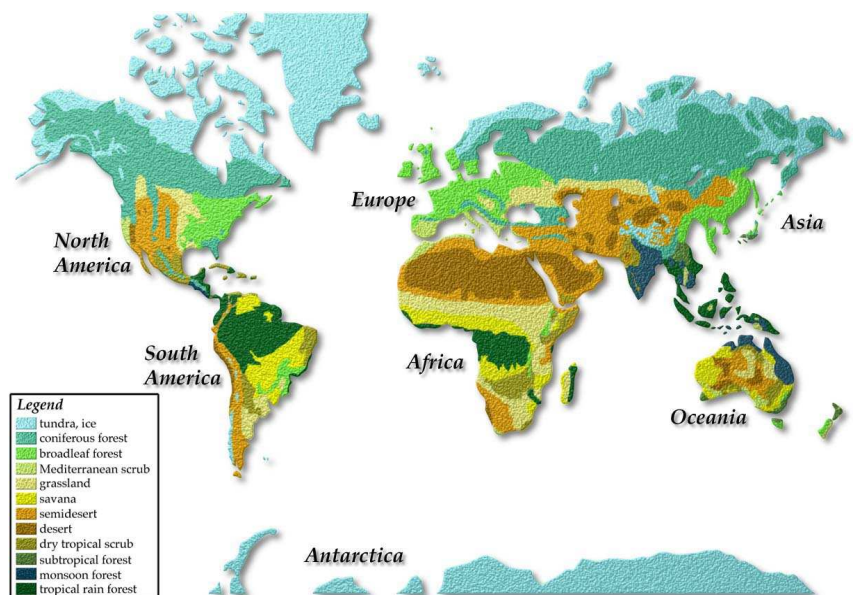 Europe
Asia
North
America
South
America
Africa
Oceania
Antarctica
Legend
tundra, ice
coniferous forest
broadleaf forest
Mediterranean scrub
grassland
savana
semidesert
desert
dry tropical scrub
subtropical forest
monsoon forest
tropical rain forest